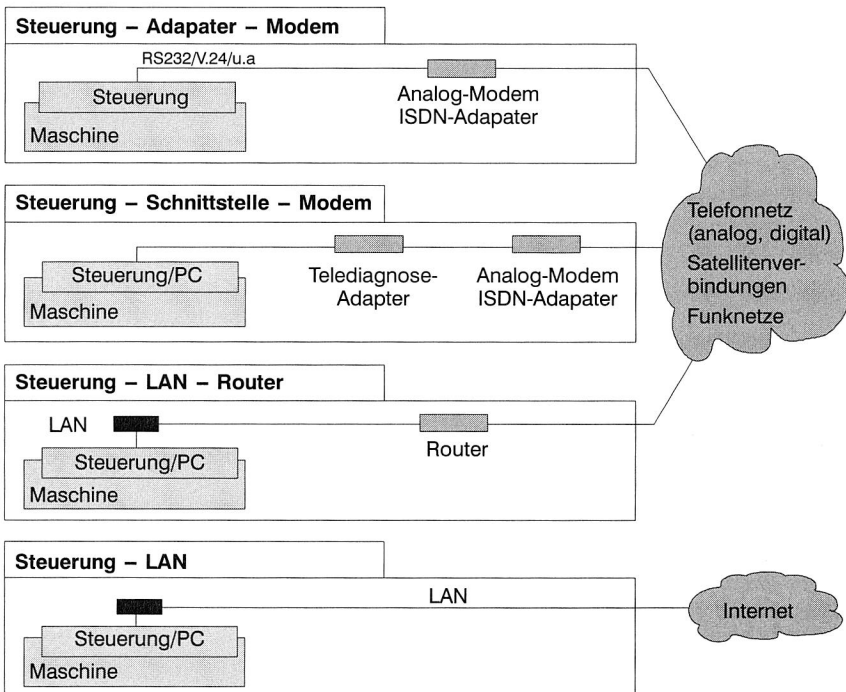 Steuerung – Adapater – Modem
RS232/V.24/u.a
Steuerung
Maschine
Analog-Modem
ISDN-Adapater
Steuerung – Schnittstelle – Modem
Steuerung/PC
Maschine
Telediagnose-
Adapter
Analog-Modem
ISDN-Adapater
Telefonnetz
(analog, digital)
Satellitenver-
bindungen
Funknetze
Steuerung – LAN – Router
LAN
Steuerung/PC
Maschine
Router
Steuerung – LAN
LAN
Steuerung/PC
Maschine
Internet